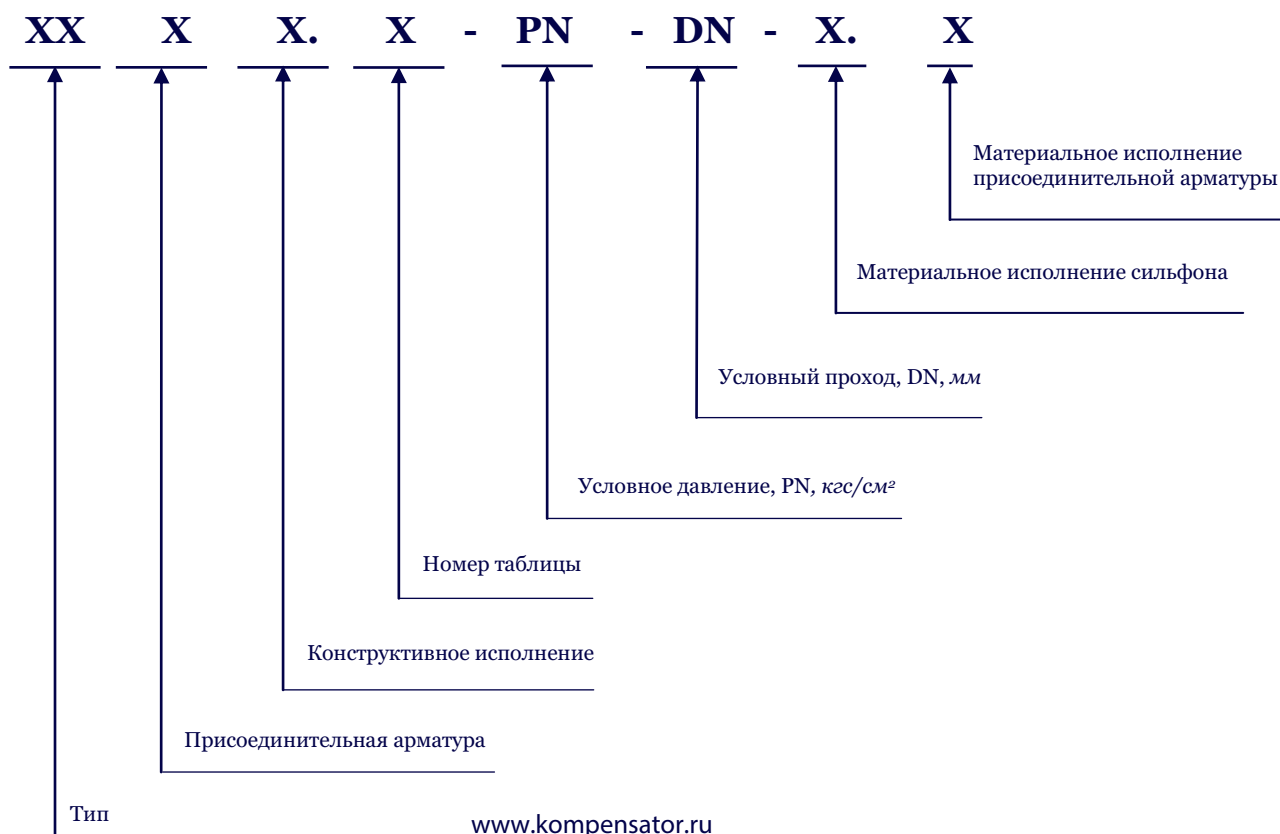 XX X X. X - PN - DN - X. X
Материальное исполнение
присоединительной арматуры
Материальное исполнение сильфона
Условный проход, DN, мм
Условное давление, PN, кгс/см²
Номер таблицы
Конструктивное исполнение
Присоединительная арматура
Тип
www.kompensator.ru